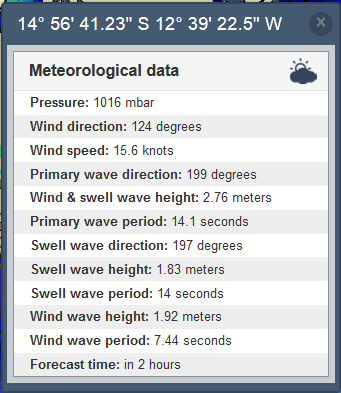 14° 56' 41.23" S 12° 39' 22.5" W
Meteorological data
Pressure: 1016 mbar
Wind direction: 124 degrees
Wind speed: 15.6 knots
Primary wave direction: 199 degrees
Wind & swell wave height: 2.76 meters
Primary wave period: 14.1 seconds
Swell wave direction: 197 degrees
Swell wave height: 1.83 meters
Swell wave period: 14 seconds
Wind wave height: 1.92 meters
Wind wave period: 7.44 seconds
Forecast time: in 2 hours